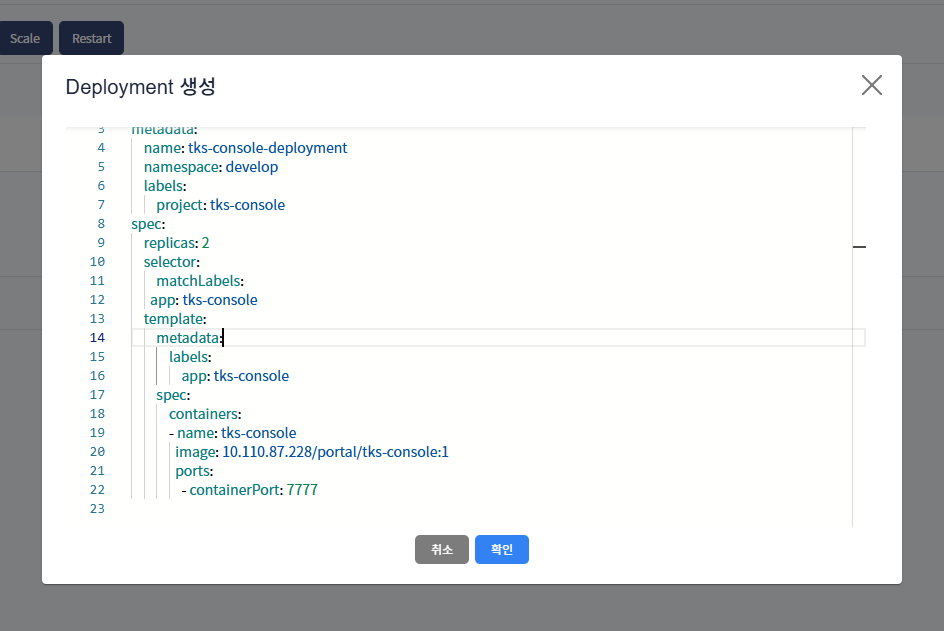 Scale Restart
Deployment 생성
3 metadata:
4 name: tks-console-deployment
5 namespace: develop
6 labels:
7 project: tks-console
8 spec:
9 replicas: 2
10 selector:
11 matchLabels:
12 app: tks-console
13 template:
14 metadata:
15 labels:
16 app: tks-console
17 spec:
18 containers:
19 - name: tks-console
20 image: 10.110.87.228/portal/tks-console:1
21 ports:
22 - containerPort: 7777
23
취소 확인